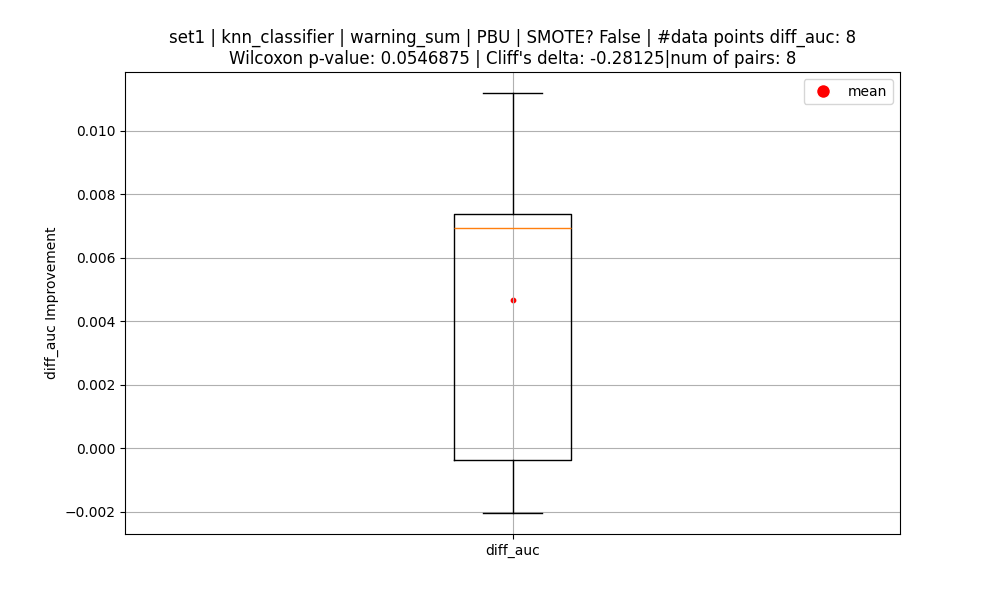 set1 | knn_classifier | warning_sum | PBU | SMOTE? False | #data points diff_auc: 8
Wilcoxon p-value: 0.0546875 | Cliff's delta: -0.28125|num of pairs: 8
mean
0.010
0.008
0.006
0.004
0.002
0.000
−0.002
diff_auc Improvement
diff_auc